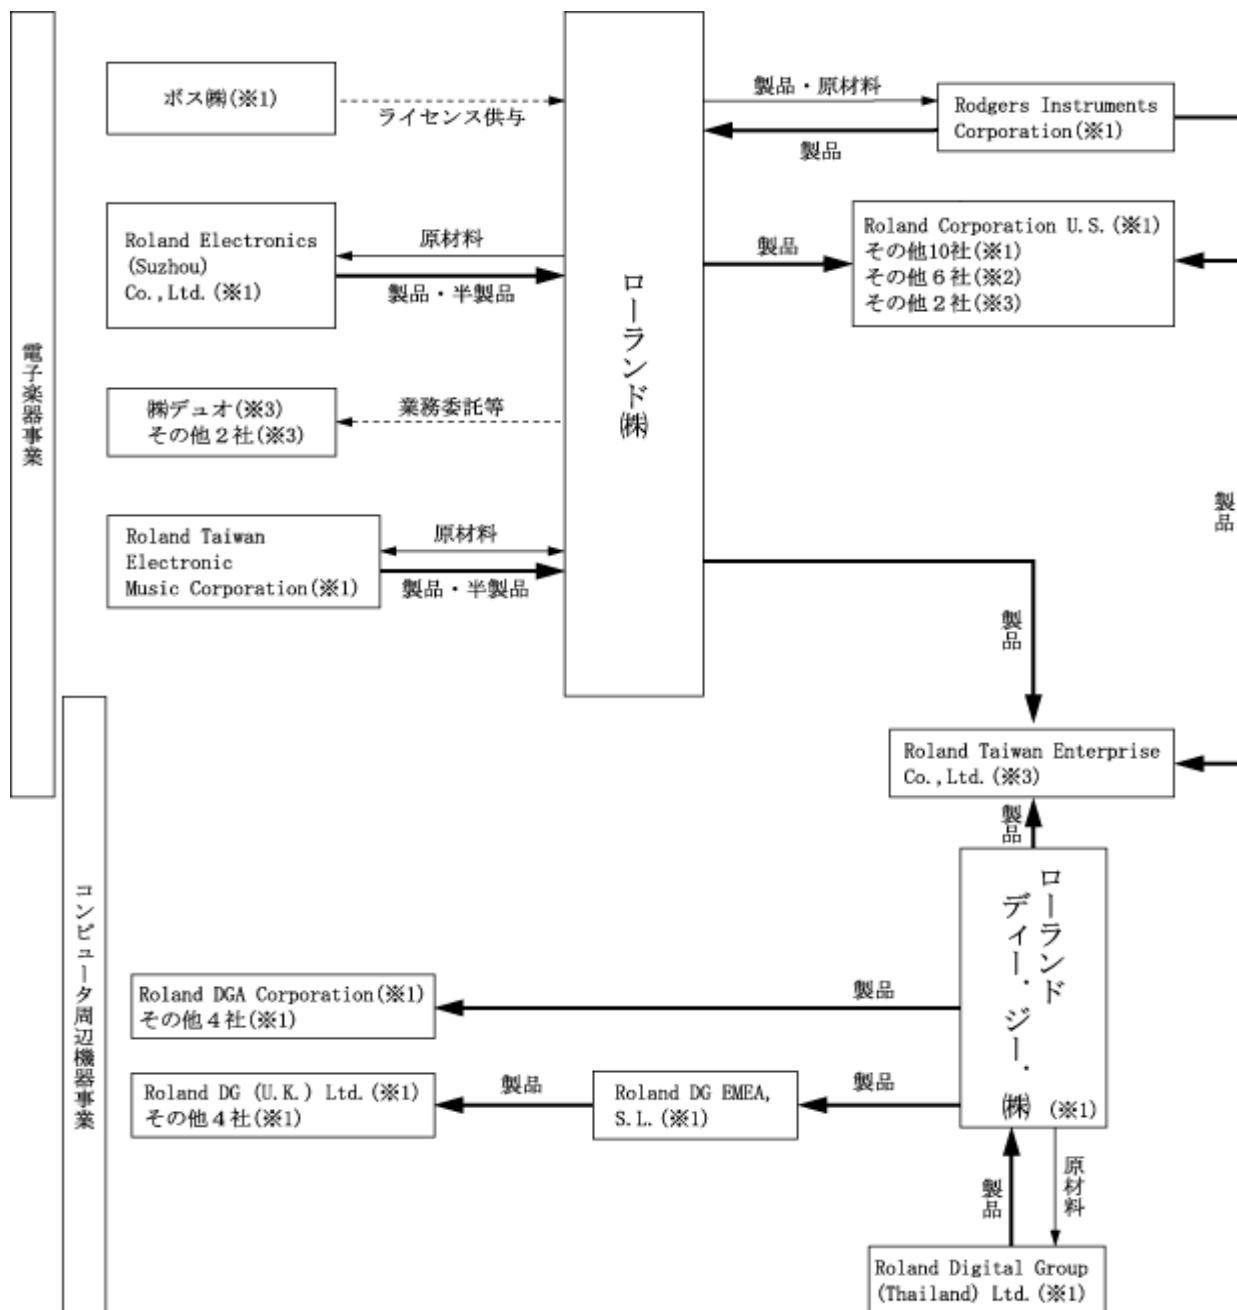 電子楽器事業
ボス㈱(※1)
ライセンス供与
Roland Electronics
(Suzhou)
Co.,Ltd.(※1)
原材料
製品・半製品
㈱デュオ(※3)
その他２社(※3)
業務委託等
Roland Taiwan
Electronic
Music Corporation(※1)
原材料
製品・半製品
ローランド㈱
製品・原材料
製品
Rodgers Instruments
Corporation(※1)
製品
Roland Corporation U.S.(※1)
その他10社(※1)
その他６社(※2)
その他２社(※3)
製品
製品
Roland Taiwan Enterprise
Co.,Ltd.(※3)
製品
コンピュータ周辺機器事業
ローランド
ディー．ジー．㈱(※1)
製品
Roland DGA Corporation(※1)
その他４社(※1)
製品
Roland DG EMEA,
S.L.(※1)
製品
Roland DG (U.K.) Ltd.(※1)
その他４社(※1)
製品
原材料
Roland Digital Group
(Thailand) Ltd.(※1)